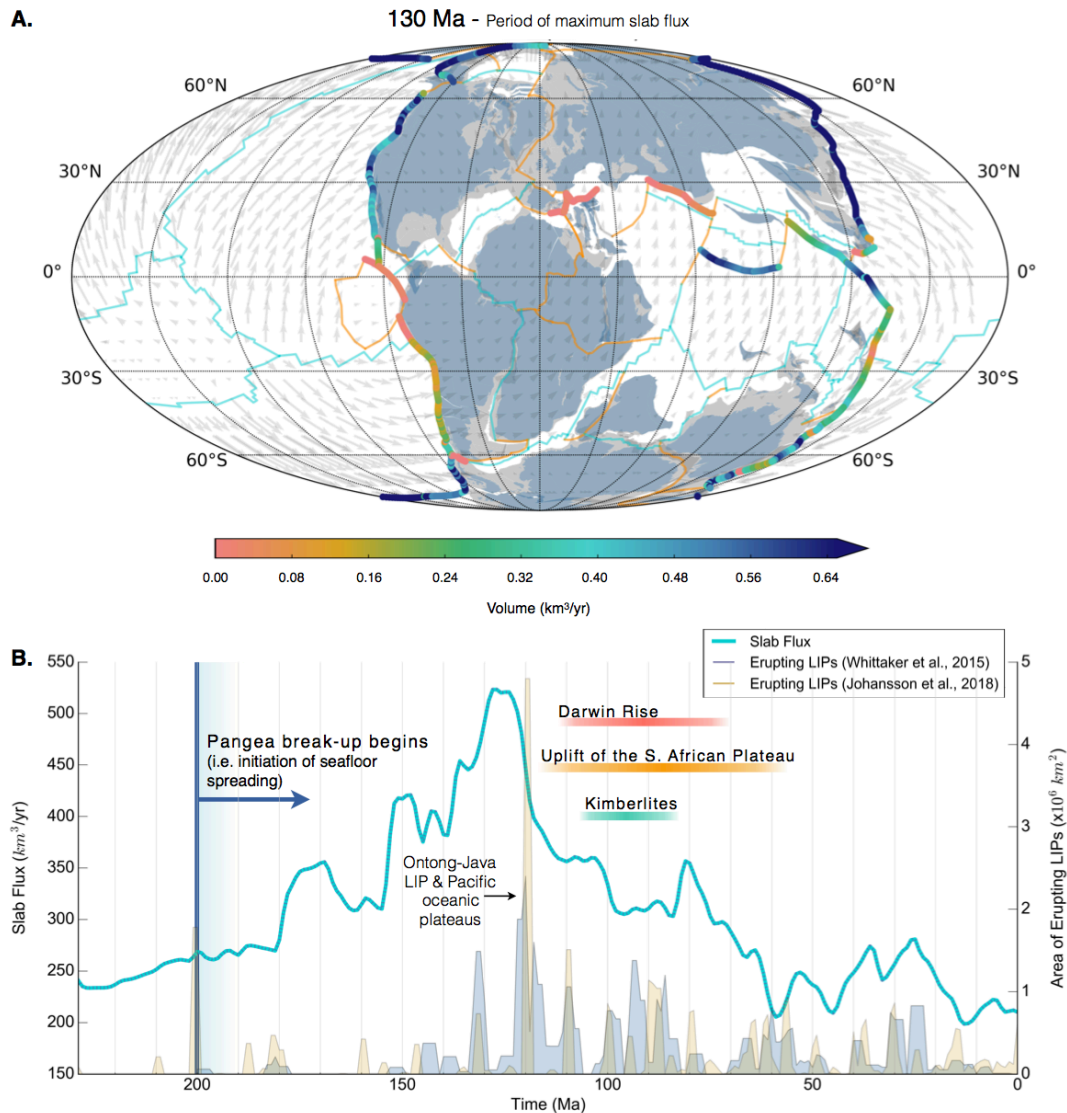 A.
130 Ma - Period of maximum slab flux
60°N
60°N
30°N
30°N
0°
0°
30°S
30°S
60°S
60°S
0.00 0.08 0.16 0.24 0.32 0.40 0.48 0.56 0.64
Volume (km³/yr)
B.
Slab Flux
Erupting LIPs (Whittaker et al., 2015)
Erupting LIPs (Johansson et al., 2018)
550
500
450
400
350
300
250
200
150
Slab Flux (km³/yr)
5
4
3
2
1
0
Area of Erupting LIPs (x10⁶ km²)
Pangea break-up begins
(i.e. initiation of seafloor
spreading)
Darwin Rise
Uplift of the S. African Plateau
Kimberlites
Ontong-Java
LIP & Pacific
oceanic
plateaus
200 150 100 50 0
Time (Ma)